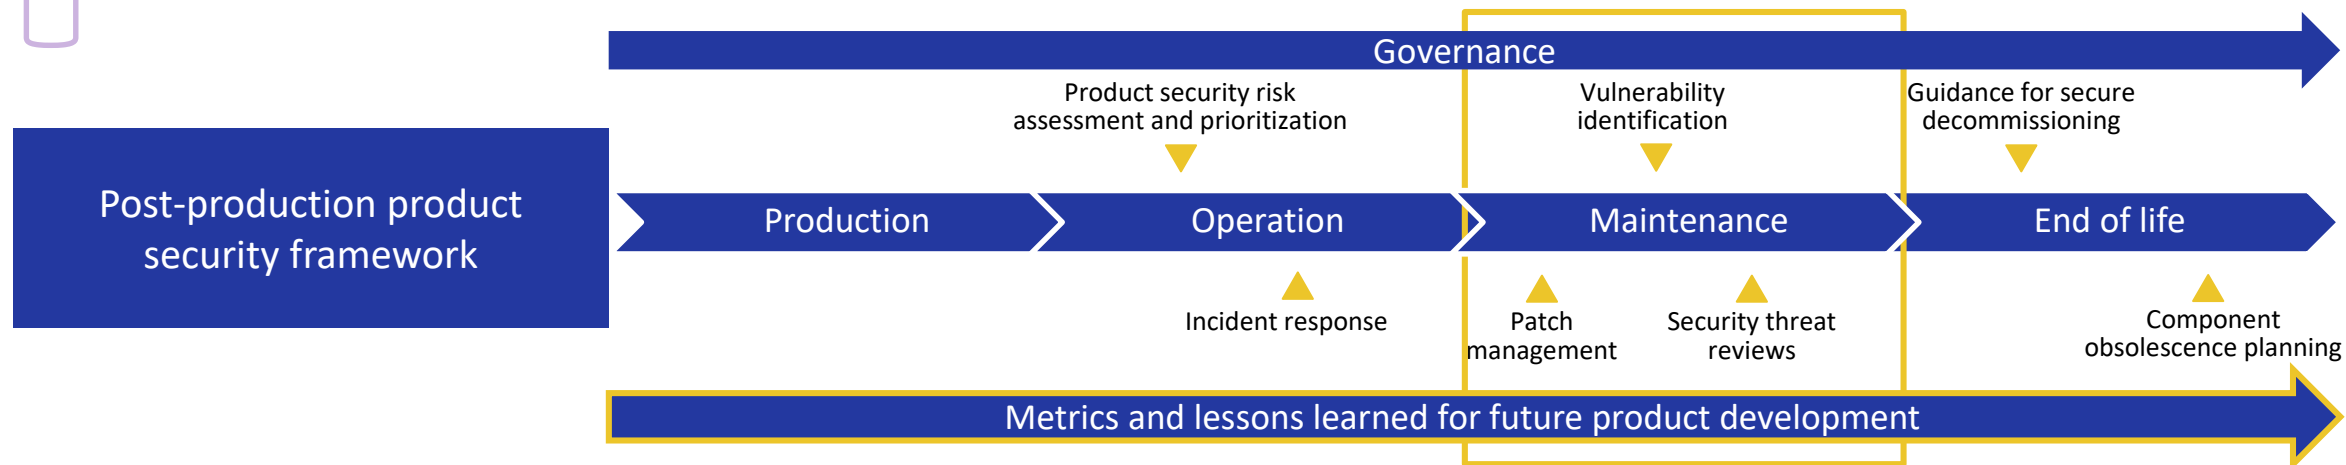 Governance
Product security risk
assessment and prioritization
Vulnerability
identification
Guidance for secure
decommissioning
Post-production product
security framework
Production
Operation
Maintenance
End of life
Incident response
Patch
management
Security threat
reviews
Component
obsolescence planning
Metrics and lessons learned for future product development